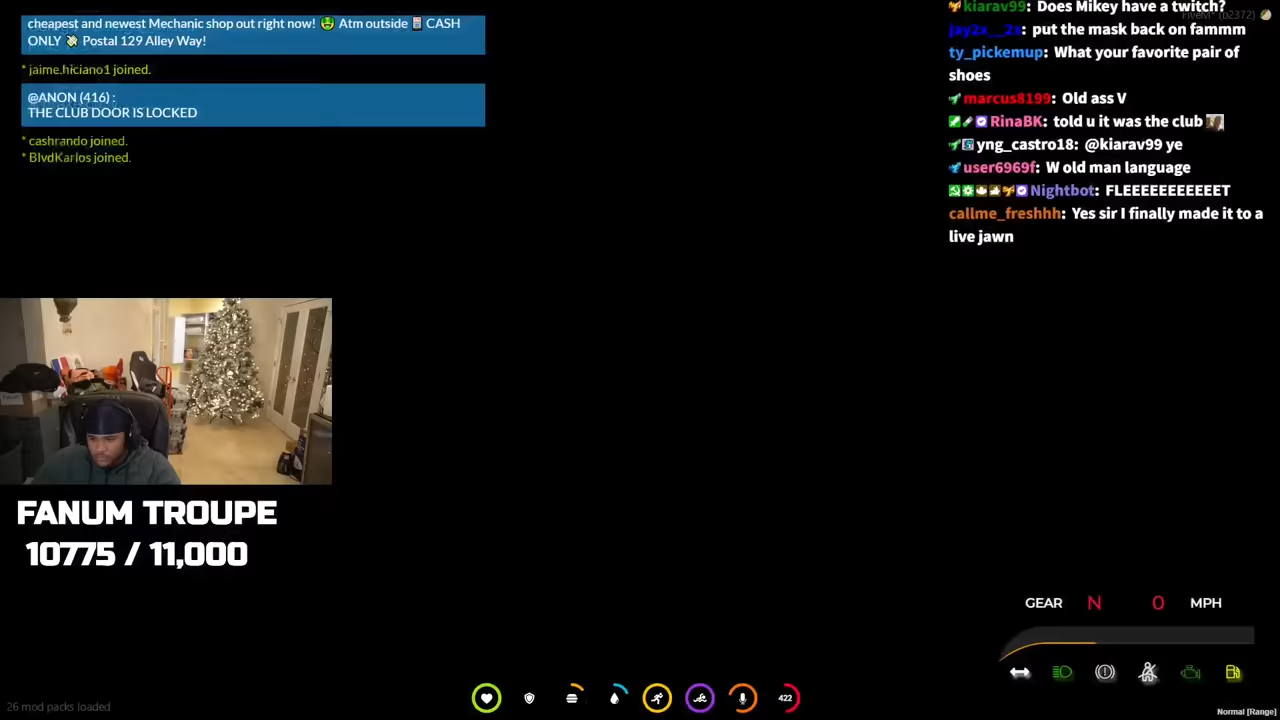 cheapest and newest Mechanic shop out right now! 🤑 Atm outside 🏧 CASH
ONLY 💸 Postal 129 Alley Way!
* jaime.hiciano1 joined.
@ANON (416) :
THE CLUB DOOR IS LOCKED
* cashrando joined.
* BlvdKarlos joined.
FiveM* (b2372)
kiarav99: Does Mikey have a twitch?
jay2x__2x: put the mask back on fammm
ty_pickemup: What your favorite pair of
shoes
marcus8199: Old ass V
RinaBK: told u it was the club
yng_castro18: @kiarav99 ye
user6969f: W old man language
Nightbot: FLEEEEEEEEEEET
callme_freshhh: Yes sir I finally made it to a
live jawn
FANUM TROUPE
10775 / 11,000
GEAR N 0 MPH
422
26 mod packs loaded
Normal [Range]